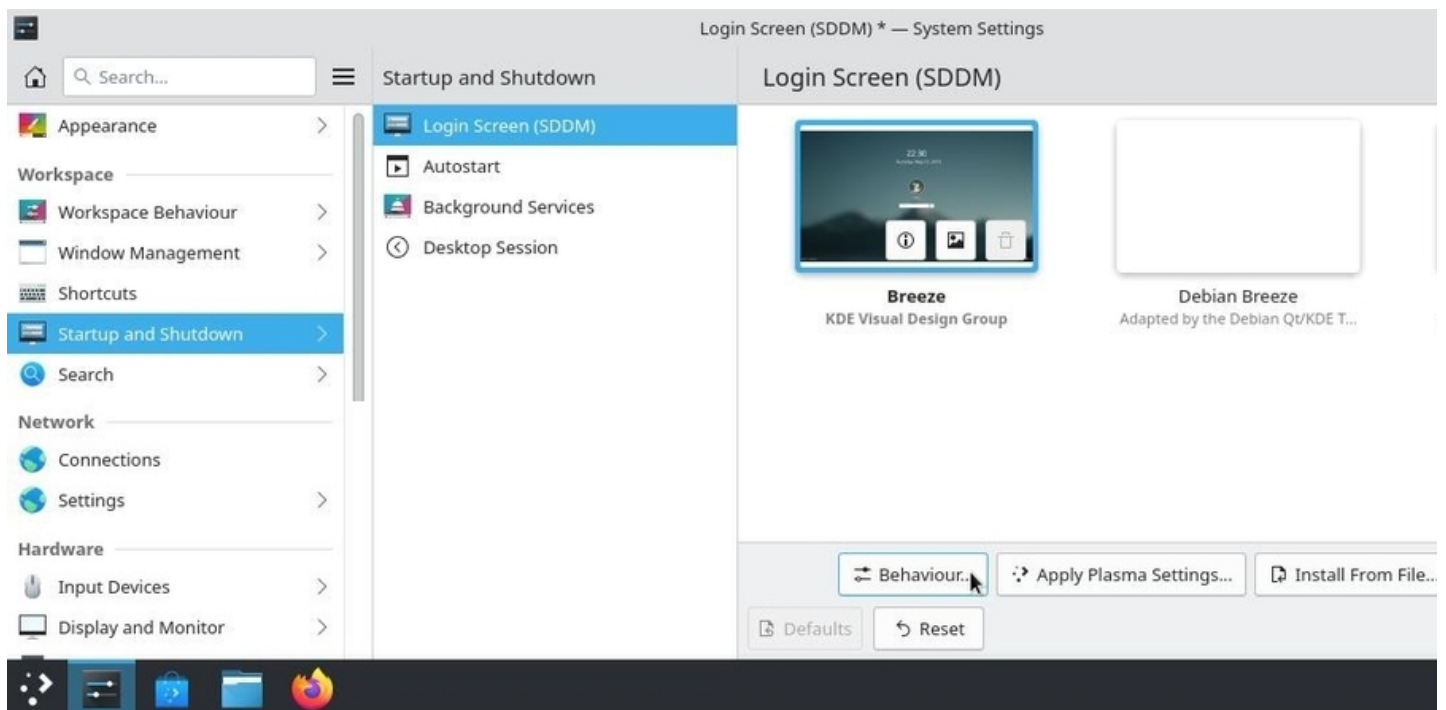 Login Screen (SDDM) * — System Settings
Search...
Startup and Shutdown
Login Screen (SDDM)
Appearance
Workspace
Workspace Behaviour
Window Management
Shortcuts
Startup and Shutdown
Search
Network
Connections
Settings
Hardware
Input Devices
Display and Monitor
Login Screen (SDDM)
Autostart
Background Services
Desktop Session
Breeze
KDE Visual Design Group
Debian Breeze
Adapted by the Debian Qt/KDE T...
Behaviour...
Apply Plasma Settings...
Install From File...
Defaults
Reset